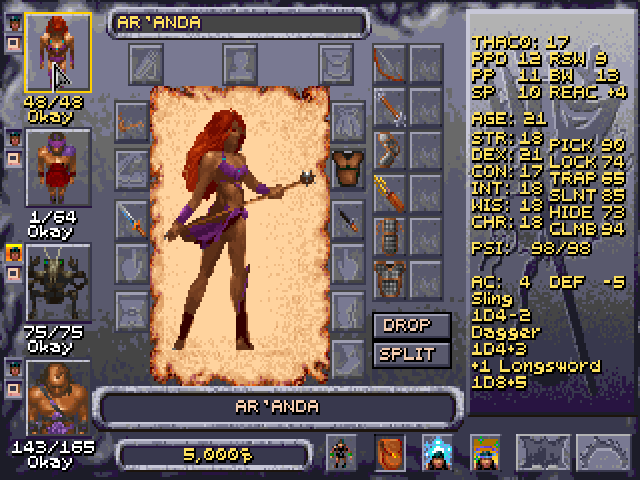 AR'ANDA
48/48
Okay
1/64
Okay
75/75
Okay
143/165
Okay
DROP
SPLIT
AR'ANDA
5,000
THAC0: 17
PPD 12 RSW 9
PP 11 BW 13
SP 10 REAC +4
AGE: 21
STR: 18
DEX: 21
CON: 17
INT: 18
WIS: 18
CHR: 18
PICK 90
LOCK 74
TRAP 65
SLNT 85
HIDE 73
CLMB 94
PSI: 98/98
AC: 4 DEF -5
Sling
1D4-2
Dagger
1D4+3
+1 Longsword
1D8+5